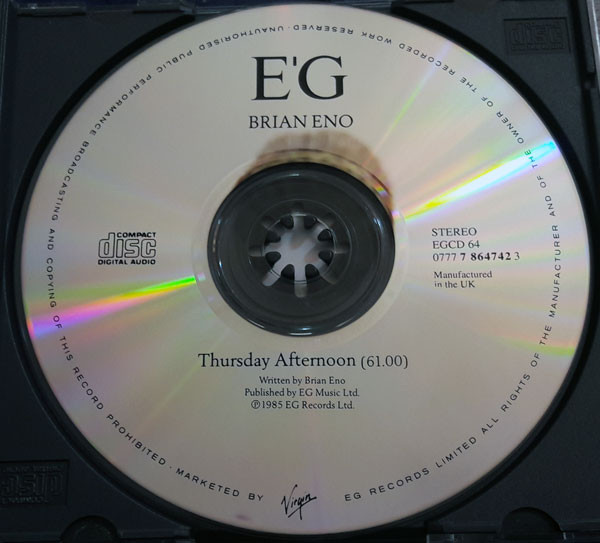 E'G
BRIAN ENO
COMPACT
disc
DIGITAL AUDIO
STEREO
EGCD 64
0777 7 864742 3
Manufactured
in the UK
Thursday Afternoon (61.00)
Written by Brian Eno
Published by EG Music Ltd.
℗ 1985 EG Records Ltd.
EG RECORDS LIMITED ALL RIGHTS OF THE MANUFACTURER AND OF THE OWNER OF THE RECORDED WORK RESERVED · UNAUTHORISED PUBLIC PERFORMANCE BROADCASTING AND COPYING OF THIS RECORD PROHIBITED · MARKETED BY
Virgin